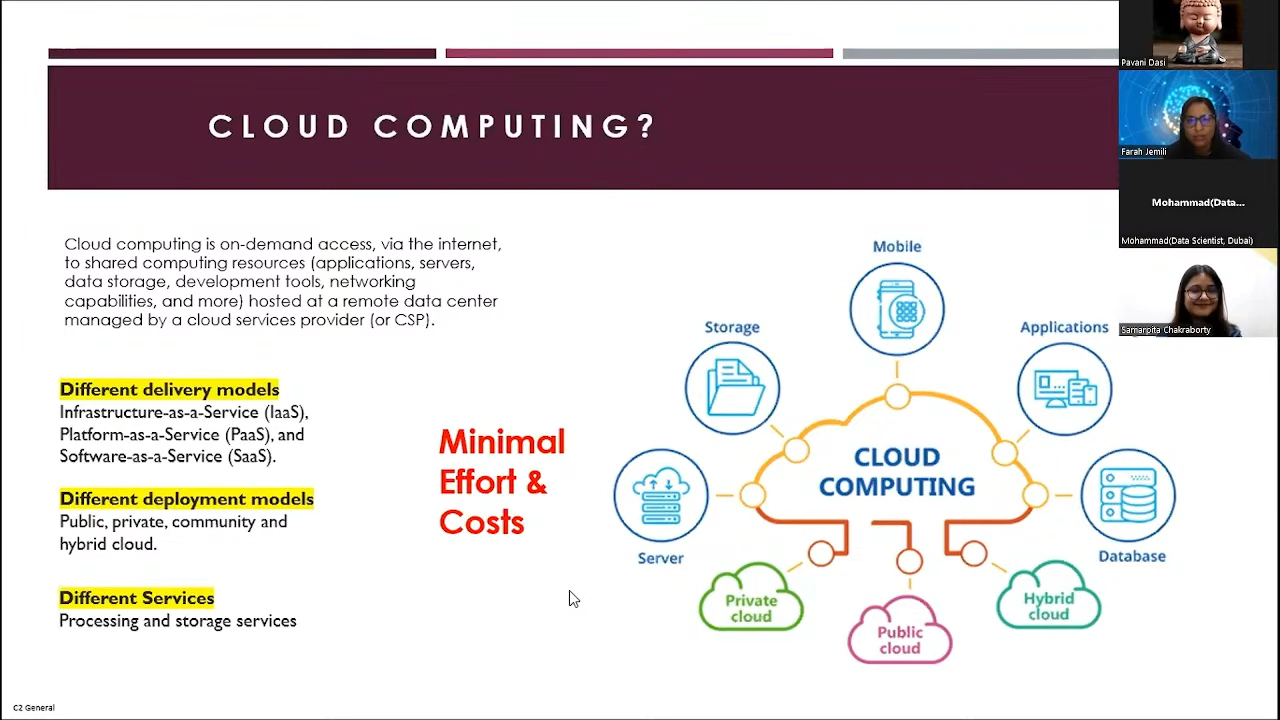 CLOUD COMPUTING?
Cloud computing is on-demand access, via the internet,
to shared computing resources (applications, servers,
data storage, development tools, networking
capabilities, and more) hosted at a remote data center
managed by a cloud services provider (or CSP).
Different delivery models
Infrastructure-as-a-Service (IaaS),
Platform-as-a-Service (PaaS), and
Software-as-a-Service (SaaS).
Different deployment models
Public, private, community and
hybrid cloud.
Different Services
Processing and storage services
Minimal
Effort &
Costs
Mobile
Storage
Applications
CLOUD
COMPUTING
Server
Database
Private
cloud
Public
cloud
Hybrid
cloud
C2 General
Pavani Dasi
Farah Jemili
Mohammad(Data...
Mohammad(Data Scientist, Dubai)
Samarpita Chakraborty